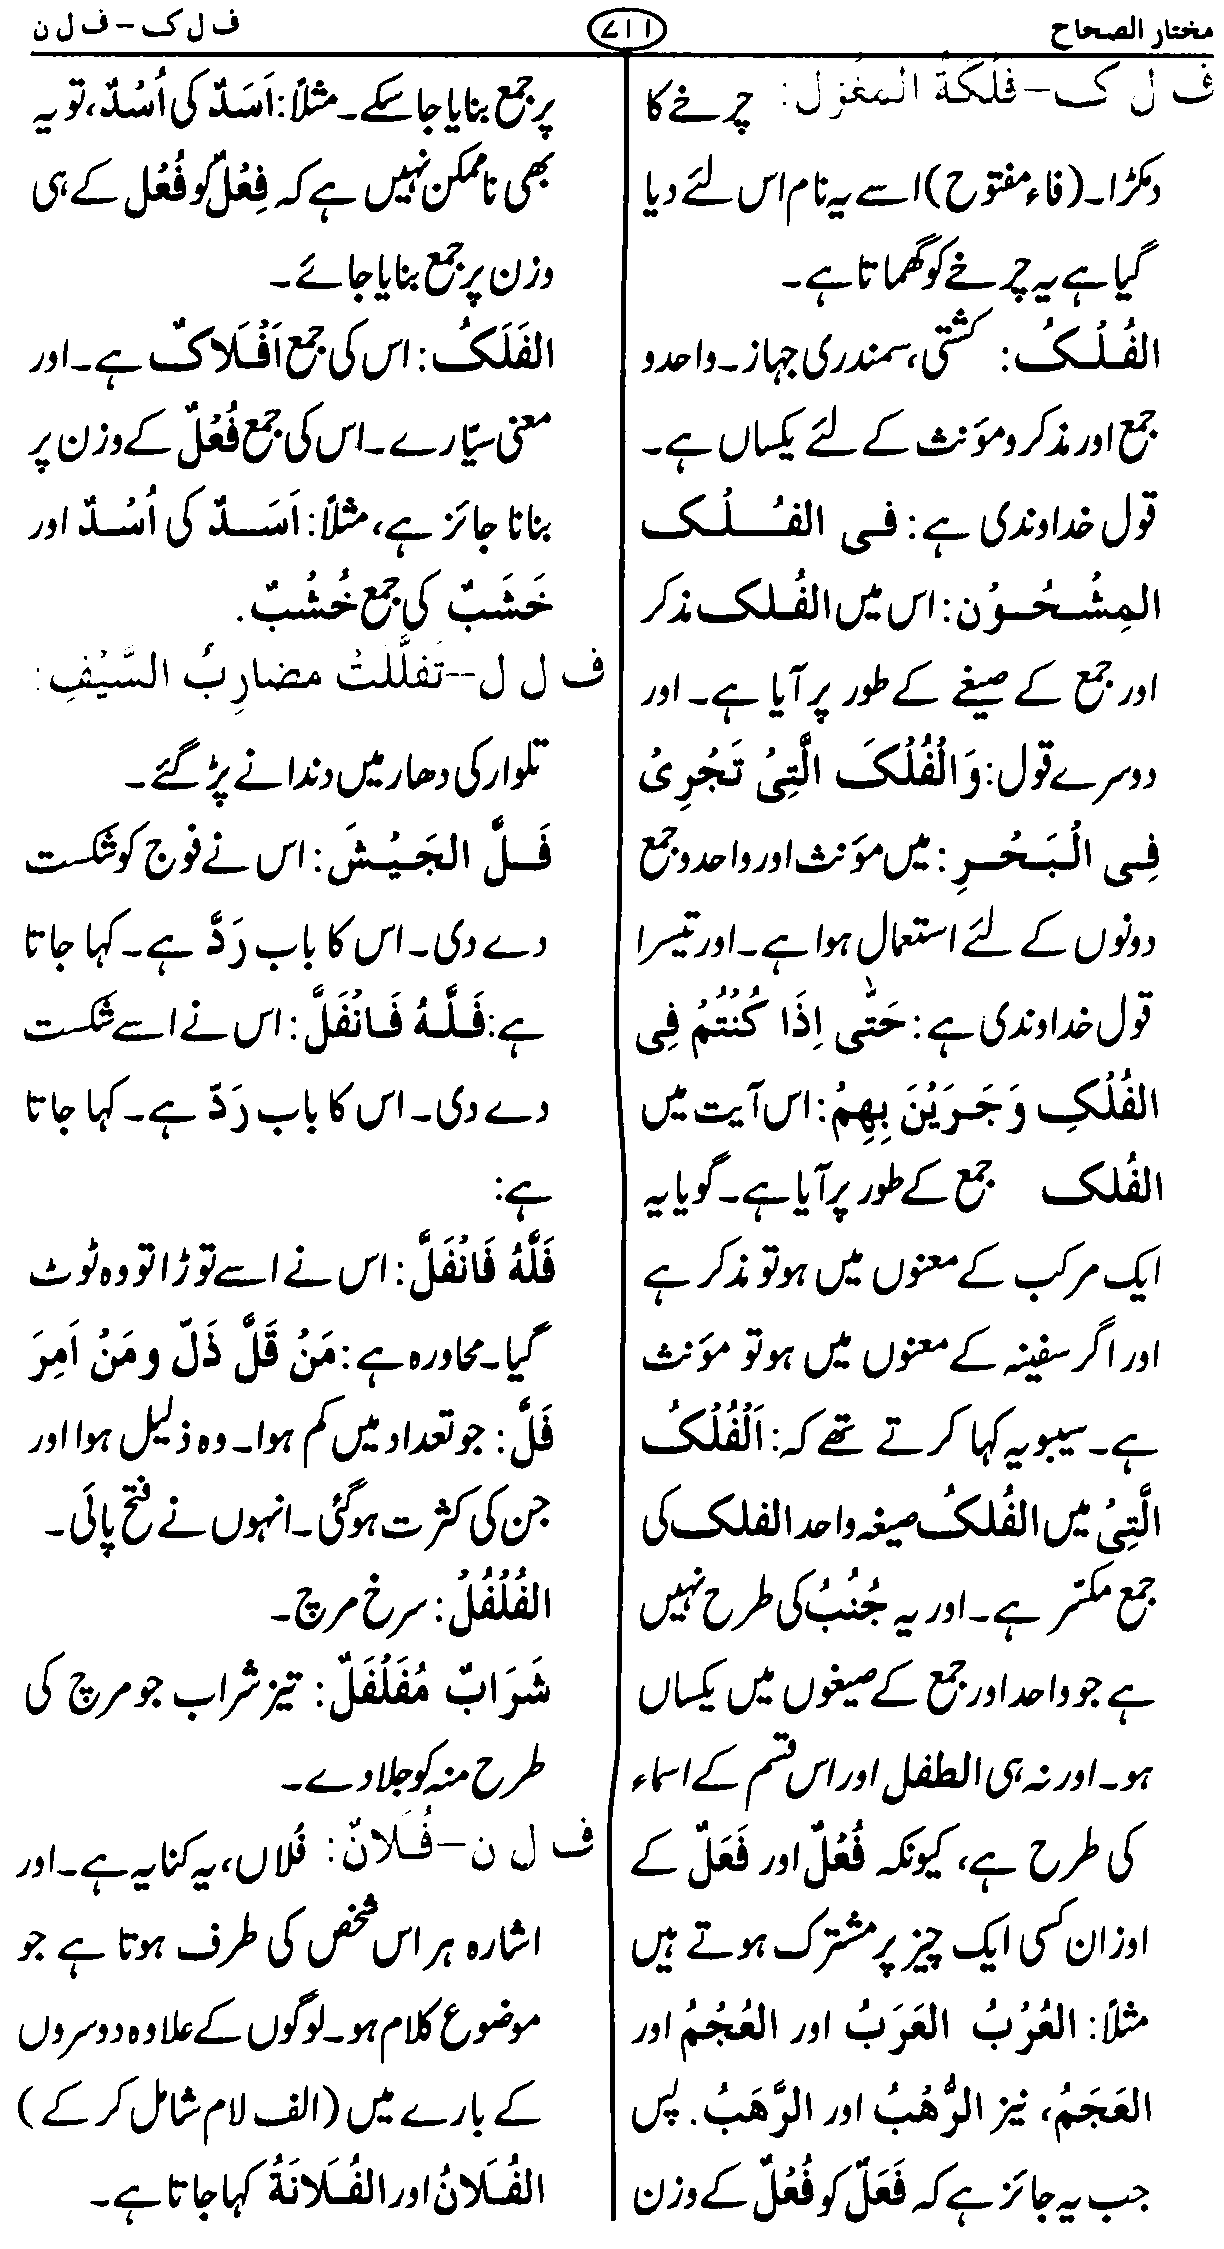 مختار الصحاح
۷۱۱
ف ل ک – ف ل ن
ف ل ک – فَلْکَۃُ الْمِغْزَل: چرخے کا
دمکڑا۔ (فاء مفتوح) اسے یہ نام اس لئے دیا
گیا ہے یہ چرخے کو گھماتا ہے۔
الفُلْکُ: کشتی، سمندری جہاز۔ واحد و
جمع اور مذکر و مؤنث کے لئے یکساں ہے۔
قول خداوندی ہے: فی الفُلْک
المِشْحُوْن: اس میں الفُلک مذکر
اور جمع کے صیغے کے طور پر آیا ہے۔ اور
دوسرے قول: وَالْفُلْکَ الَّتِیْ تَجْرِیْ
فِی الْبَحْرِ: میں مؤنث اور واحد و جمع
دونوں کے لئے استعمال ہوا ہے۔ اور تیسرا
قول خداوندی ہے: حَتّٰی اِذَا کُنْتُمْ فِی
الفُلْکِ وَجَرَیْنَ بِھِمْ: اس آیت میں
الفُلک جمع کے طور پر آیا ہے۔ گویا یہ
ایک مرکب کے معنوں میں ہو تو مذکر ہے
اور اگر سفینہ کے معنوں میں ہو تو مؤنث
ہے۔ سیبویہ کہا کرتے تھے کہ: اَلْفُلْکُ
الَّتِیْ میں الفُلکُ صیغہ واحد الفلک کی
جمع مکسّر ہے۔ اور یہ جُنُبُ کی طرح نہیں
ہے جو واحد اور جمع کے صیغوں میں یکساں
ہو۔ اور نہ ہی الطفل اور اس قسم کے اسماء
کی طرح ہے، کیونکہ فُعْلٌ اور فَعَلٌ کے
اوزان کسی ایک چیز پر مشترک ہوتے ہیں
مثلاً: العُرْبُ العَرَبُ اور العُجْمُ اور
العَجَمُ، نیز الرُّھْبُ اور الرَّھَبُ. پس
جب یہ جائز ہے کہ فَعَلٌ کو فُعْلٌ کے وزن
پر جمع بنایا جا سکے۔ مثلاً: اَسَدٌ کی اُسْدٌ، تو یہ
بھی ناممکن نہیں ہے کہ فِعْلٌ کو فُعْل کے ہی
وزن پر جمع بنایا جائے۔
الفَلَکُ: اس کی جمع اَفْلَاکٌ ہے۔ اور
معنی سیّارے۔ اس کی جمع فُعْلٌ کے وزن پر
بنانا جائز ہے، مثلاً: اَسَدٌ کی اُسْدٌ اور
خَشَبٌ کی جمع خُشْبٌ.
ف ل ل – تَفَلَّلَتْ مضارِبُ السَّیْفِ:
تلوار کی دھار میں دندانے پڑ گئے۔
فَلَّ الجَیْشَ: اس نے فوج کو شکست
دے دی۔ اس کا باب رَدَّ ہے۔ کہا جاتا
ہے: فَلَّہُ فَانْفَلَّ: اس نے اسے شکست
دے دی۔ اس کا باب رَدّ ہے۔ کہا جاتا
ہے:
فَلَّہُ فَانْفَلَّ: اس نے اسے توڑا تو وہ ٹوٹ
گیا۔ محاورہ ہے: مَنْ قَلَّ ذَلّ ومَنْ اَمِرَ
فَلَّ: جو تعداد میں کم ہوا۔ وہ ذلیل ہوا اور
جن کی کثرت ہوگئی۔ انہوں نے فتح پائی۔
الفُلْفُلُ: سرخ مرچ۔
شَرَابٌ مُفَلْفَلٌ: تیز شراب جو مرچ کی
طرح منہ کو جلا دے۔
ف ل ن – فُلَانٌ: فُلاں، یہ کنایہ ہے۔ اور
اشارہ ہر اس شخص کی طرف ہوتا ہے جو
موضوع کلام ہو۔ لوگوں کے علاوہ دوسروں
کے بارے میں (الف لام شامل کر کے)
الفُلَانُ اور الفُلَانَۃُ کہا جاتا ہے۔